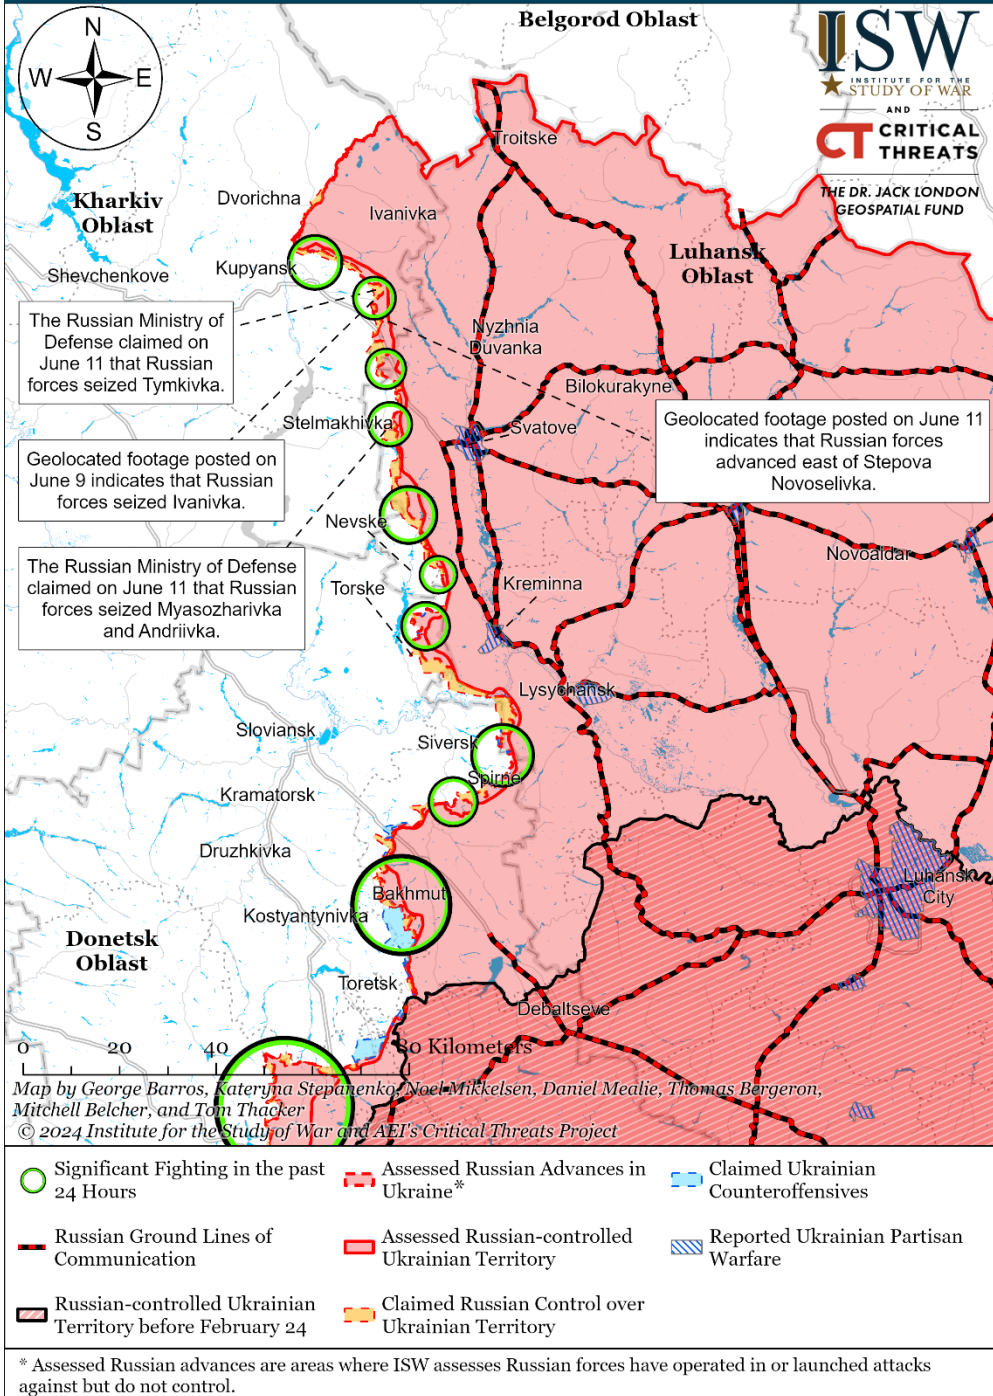 Belgorod Oblast
N
W
E
S
ISW
INSTITUTE FOR THE
STUDY OF WAR
AND
CT CRITICAL
THREATS
THE DR. JACK LONDON
GEOSPATIAL FUND
Troitske
Dvorichna
Kharkiv
Oblast
Ivanivka
Luhansk
Oblast
Shevchenkove
Kupyansk
The Russian Ministry of
Defense claimed on
June 11 that Russian
forces seized Tymkivka.
Nyzhnia
Duvanka
Bilokurakyne
Stelmakhivka
Svatove
Geolocated footage posted on June 11
indicates that Russian forces
advanced east of Stepova
Novoselivka.
Geolocated footage posted on
June 9 indicates that Russian
forces seized Ivanivka.
Nevske
Novoaidar
The Russian Ministry of Defense
claimed on June 11 that Russian
forces seized Myasozharivka
and Andriivka.
Torske
Kreminna
Lysychansk
Sloviansk
Siversk
Spirne
Kramatorsk
Druzhkivka
Bakhmut
Luhansk
City
Kostyantynivka
Donetsk
Oblast
Toretsk
Debaltseve
0 20 40 80 Kilometers
Map by George Barros, Kateryna Stepanenko, Noel Mikkelsen, Daniel Mealie, Thomas Bergeron,
Mitchell Belcher, and Tom Thacker
© 2024 Institute for the Study of War and AEI's Critical Threats Project
Significant Fighting in the past
24 Hours
Assessed Russian Advances in
Ukraine*
Claimed Ukrainian
Counteroffensives
Russian Ground Lines of
Communication
Assessed Russian-controlled
Ukrainian Territory
Reported Ukrainian Partisan
Warfare
Russian-controlled Ukrainian
Territory before February 24
Claimed Russian Control over
Ukrainian Territory
* Assessed Russian advances are areas where ISW assesses Russian forces have operated in or launched attacks
against but do not control.